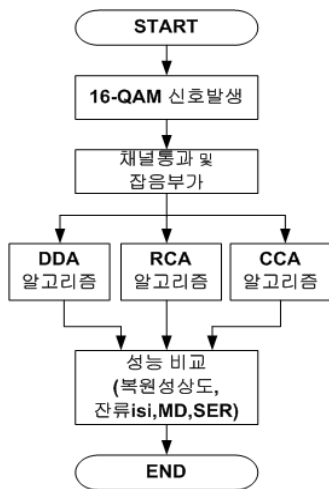 START
16-QAM 신호발생
채널통과 및
잡음부가
DDA
알고리즘
RCA
알고리즘
CCA
알고리즘
성능 비교
(복원성상도,
잔류isi,MD,SER)
END